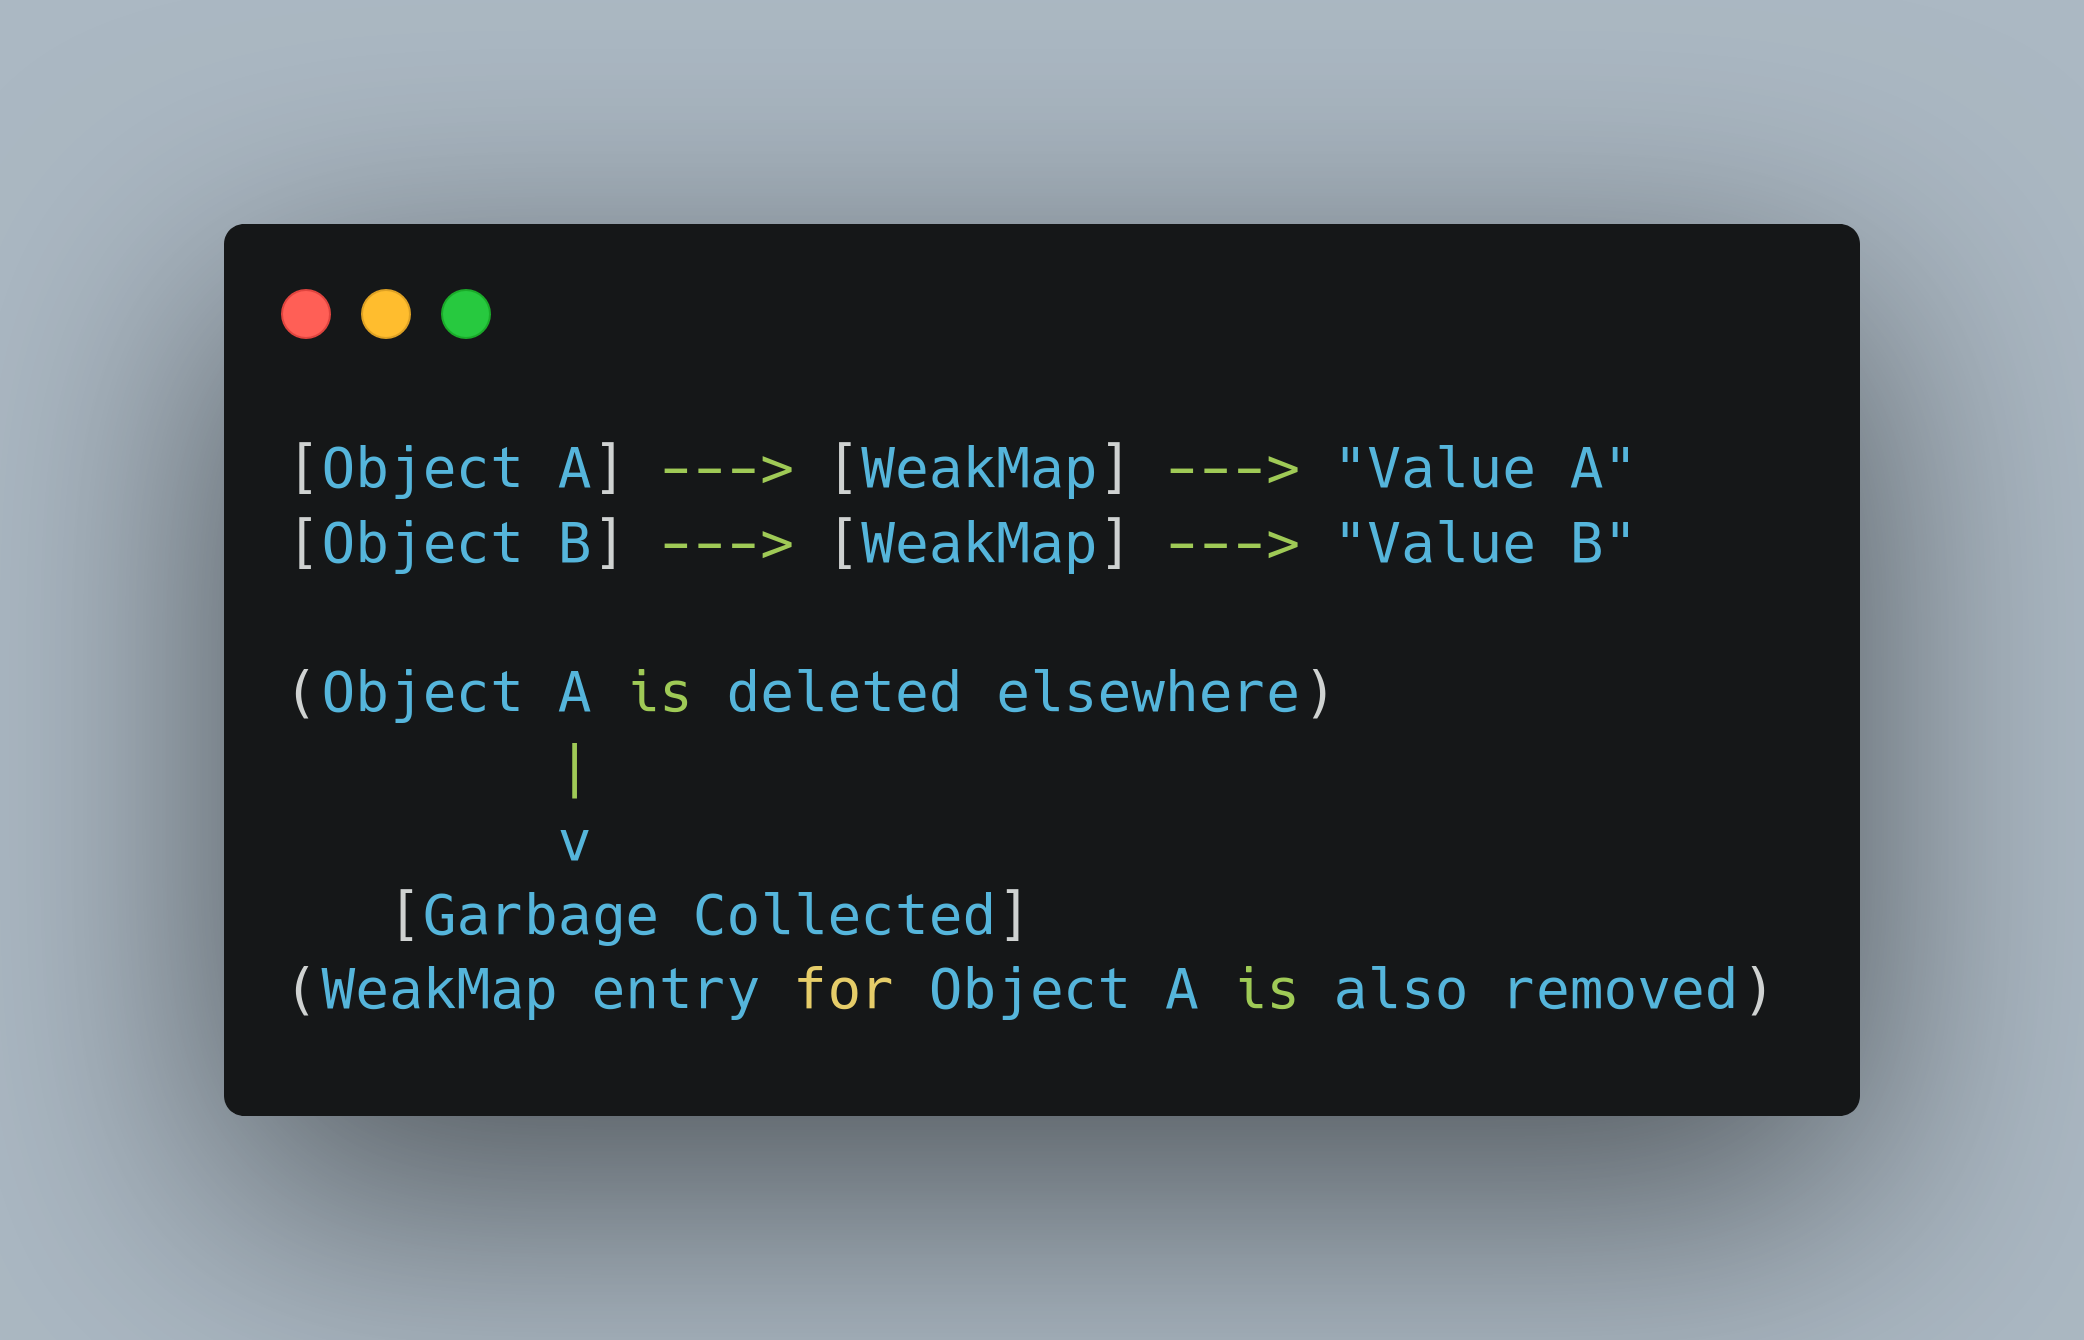 [Object A] ---> [WeakMap] ---> "Value A"
[Object B] ---> [WeakMap] ---> "Value B"
(Object A is deleted elsewhere)
|
v
[Garbage Collected]
(WeakMap entry for Object A is also removed)